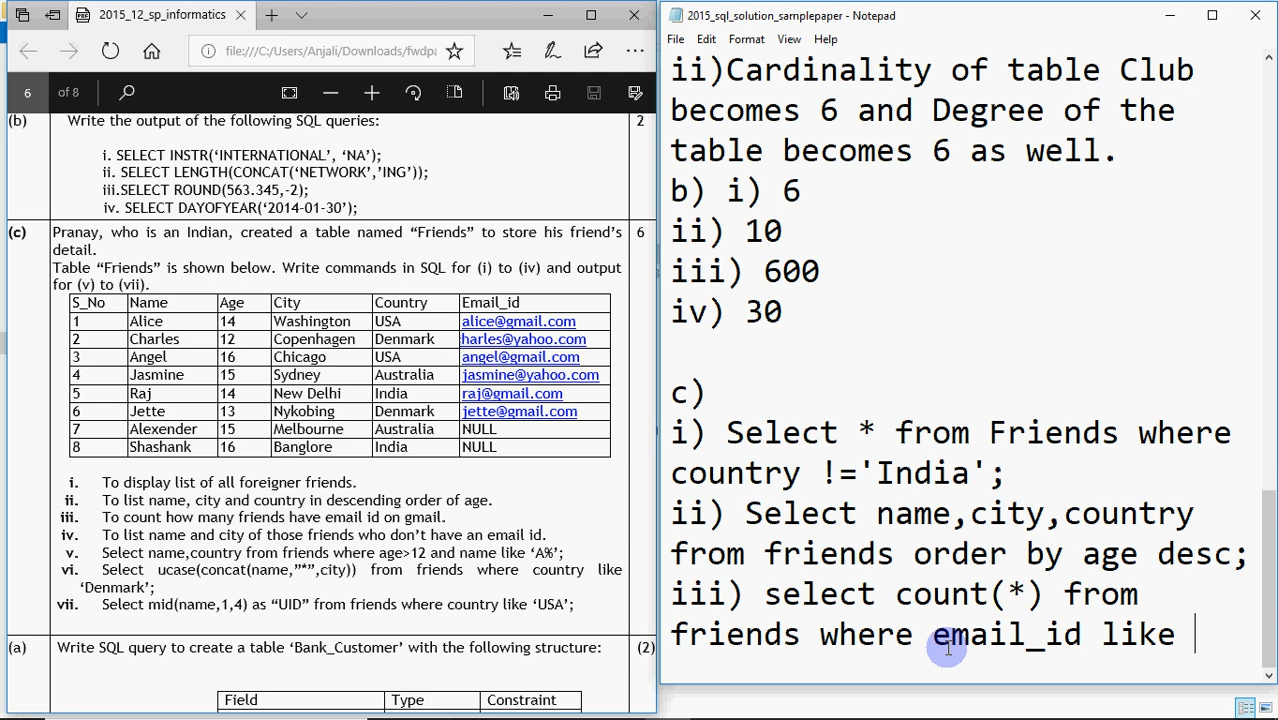 2015_12_sp_informatics
file:///C:/Users/Anjali/Downloads/fwdpa
6 of 8
(b) Write the output of the following SQL queries: 2
i. SELECT INSTR(‘INTERNATIONAL’, ‘NA’);
ii. SELECT LENGTH(CONCAT(‘NETWORK’,’ING’));
iii.SELECT ROUND(563.345,-2);
iv. SELECT DAYOFYEAR(‘2014-01-30’);
(c) Pranay, who is an Indian, created a table named “Friends” to store his friend’s 6
detail.
Table “Friends” is shown below. Write commands in SQL for (i) to (iv) and output
for (v) to (vii).
S_No Name Age City Country Email_id
1 Alice 14 Washington USA alice@gmail.com
2 Charles 12 Copenhagen Denmark harles@yahoo.com
3 Angel 16 Chicago USA angel@gmail.com
4 Jasmine 15 Sydney Australia jasmine@yahoo.com
5 Raj 14 New Delhi India raj@gmail.com
6 Jette 13 Nykobing Denmark jette@gmail.com
7 Alexender 15 Melbourne Australia NULL
8 Shashank 16 Banglore India NULL
i. To display list of all foreigner friends.
ii. To list name, city and country in descending order of age.
iii. To count how many friends have email id on gmail.
iv. To list name and city of those friends who don’t have an email id.
v. Select name,country from friends where age>12 and name like ‘A%’;
vi. Select ucase(concat(name,”*”,city)) from friends where country like
‘Denmark’;
vii. Select mid(name,1,4) as “UID” from friends where country like ‘USA’;
(a) Write SQL query to create a table ‘Bank_Customer’ with the following structure: (2)
Field Type Constraint
2015_sql_solution_samplepaper - Notepad
File Edit Format View Help
ii)Cardinality of table Club
becomes 6 and Degree of the
table becomes 6 as well.
b) i) 6
ii) 10
iii) 600
iv) 30
c)
i) Select * from Friends where
country !='India';
ii) Select name,city,country
from friends order by age desc;
iii) select count(*) from
friends where email_id like